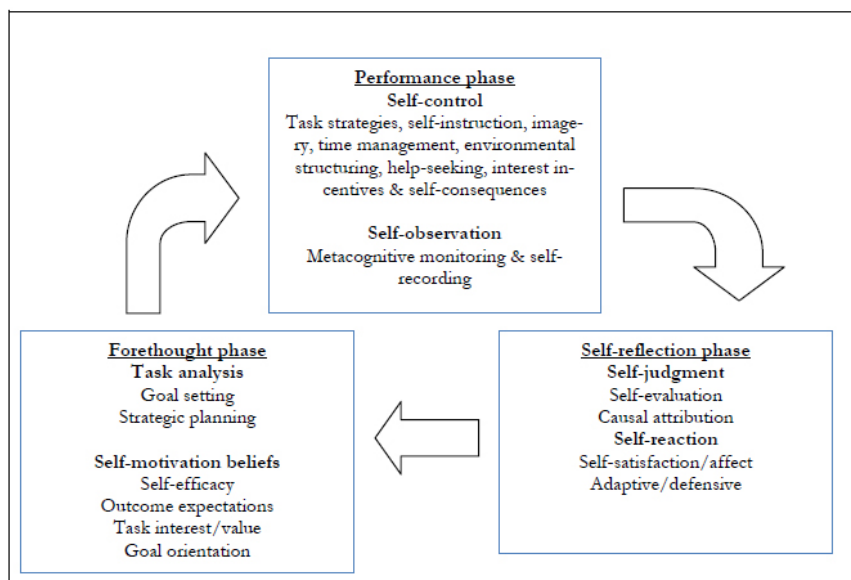 Performance phase
Self-control
Task strategies, self-instruction, image-
ry, time management, environmental
structuring, help-seeking, interest in-
centives & self-consequences
Self-observation
Metacognitive monitoring & self-
recording
Forethought phase
Task analysis
Goal setting
Strategic planning
Self-motivation beliefs
Self-efficacy
Outcome expectations
Task interest/value
Goal orientation
Self-reflection phase
Self-judgment
Self-evaluation
Causal attribution
Self-reaction
Self-satisfaction/affect
Adaptive/defensive